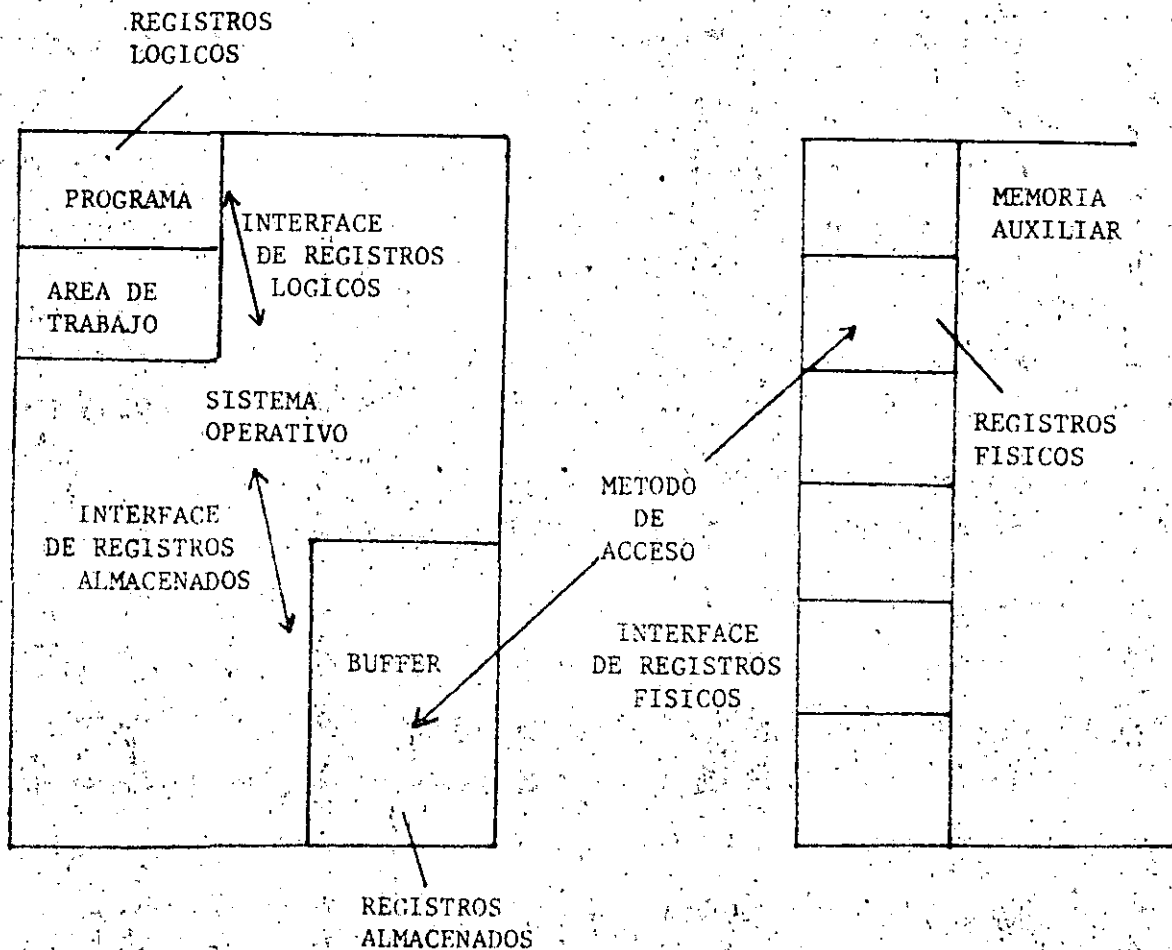 REGISTROS
LOGICOS
PROGRAMA
AREA DE
TRABAJO
INTERFACE
DE REGISTROS
LOGICOS
SISTEMA
OPERATIVO
INTERFACE
DE REGISTROS
ALMACENADOS
BUFFER
REGISTROS
ALMACENADOS
METODO
DE
ACCESO
INTERFACE
DE REGISTROS
FISICOS
MEMORIA
AUXILIAR
REGISTROS
FISICOS